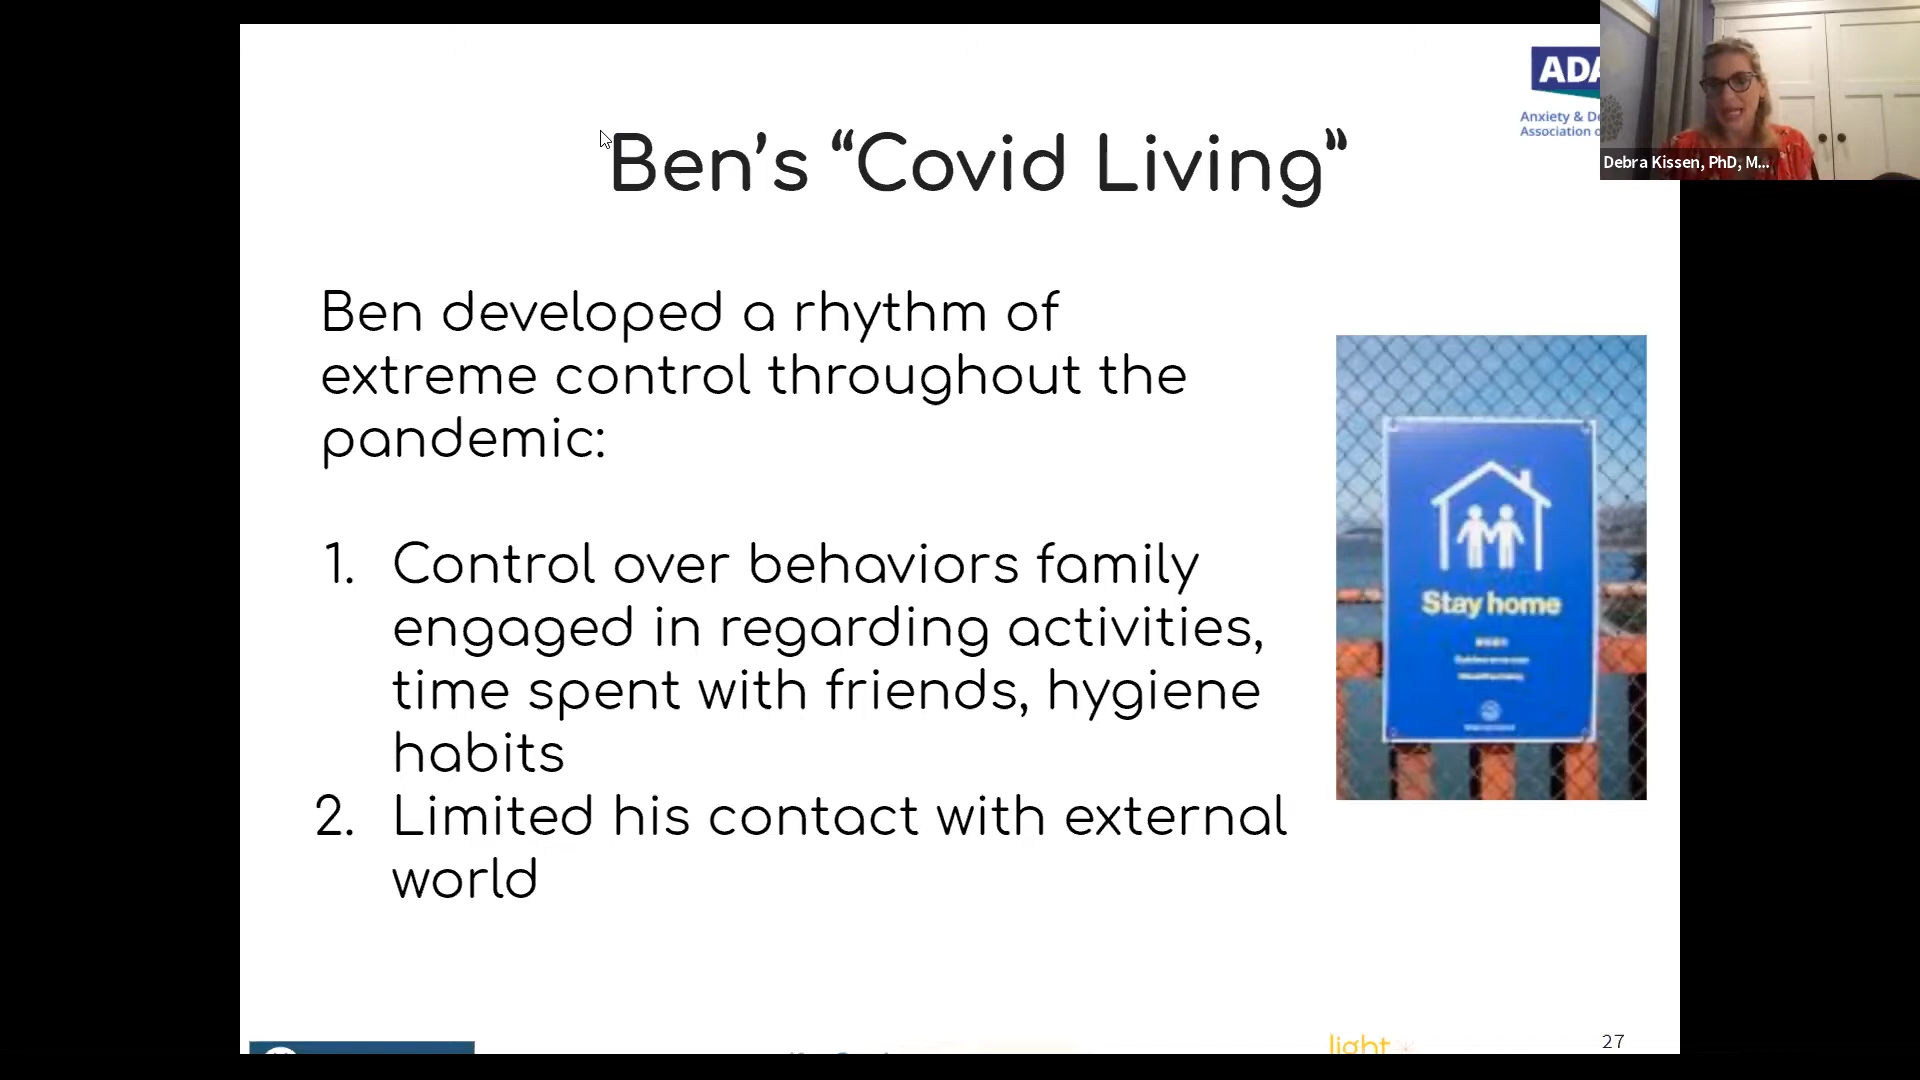 ADA
Anxiety & De
Association o
Debra Kissen, PhD, M...
Ben's “Covid Living”
Ben developed a rhythm of
extreme control throughout the
pandemic:
1. Control over behaviors family
engaged in regarding activities,
time spent with friends, hygiene
habits
2. Limited his contact with external
world
Stay home
light
27